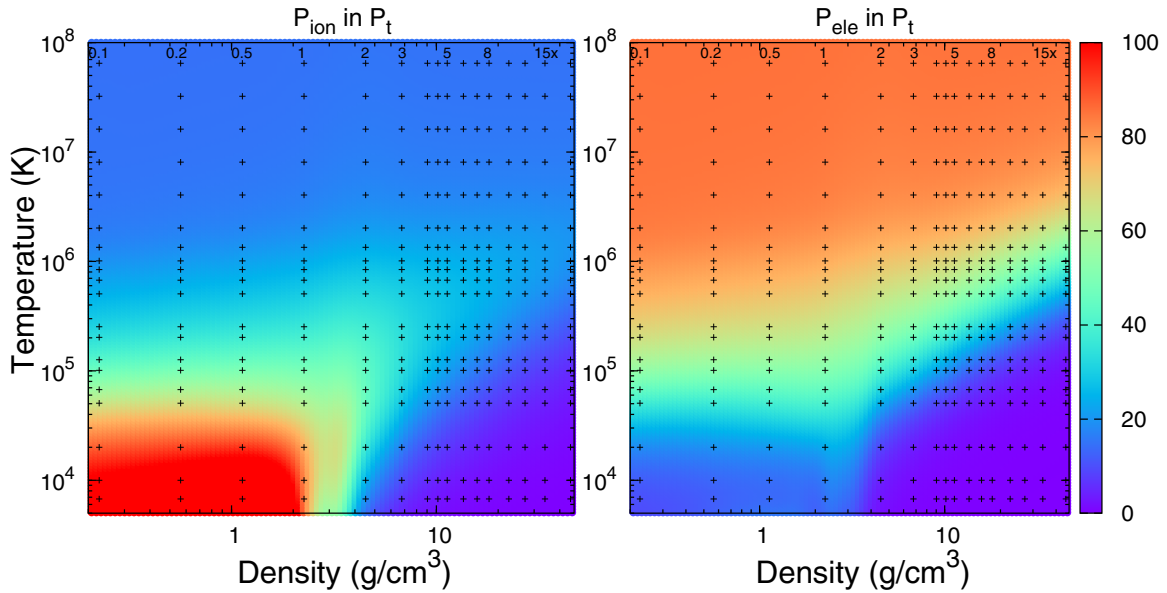 P_ion in P_t
P_ele in P_t
10^8
0.1 0.2 0.5 1 2 3 5 8 15x
10^8
0.1 0.2 0.5 1 2 3 5 8 15x
100
10^7
10^7
80
10^6
10^6
60
10^5
10^5
40
20
10^4
10^4
0
Temperature (K)
1 10
1 10
Density (g/cm^3)
Density (g/cm^3)